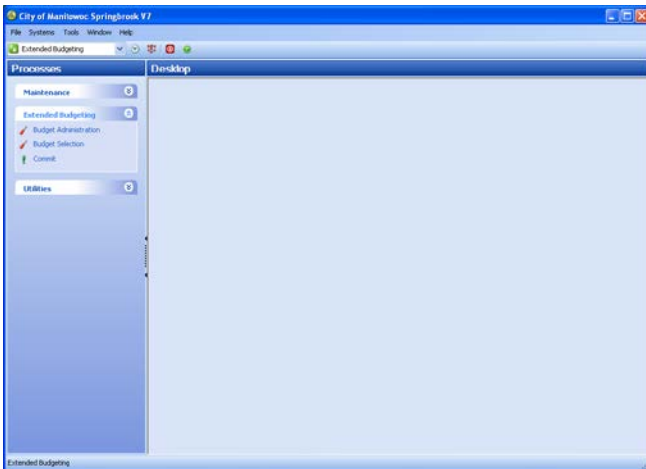 City of Manitowoc Springbrook V7
File Systems Tools Window Help
Extended Budgeting
Processes
Desktop
Maintenance
Extended Budgeting
Budget Administration
Budget Selection
Commit
Utilities
Extended Budgeting